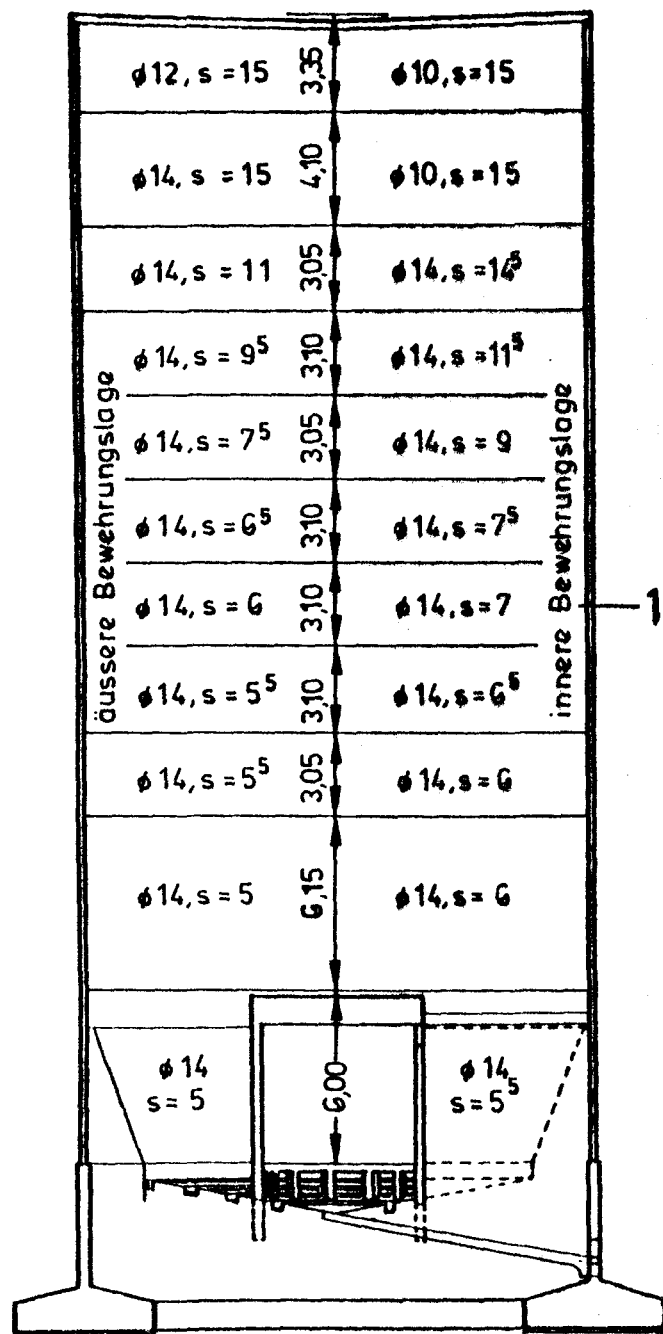 φ12, s = 15 3,35 φ10, s=15
φ14, s = 15 4,10 φ10, s=15
φ14, s = 11 3,05 φ14, s=14⁵
φ14, s = 9⁵ 3,10 φ14, s=11⁵
φ14, s = 7⁵ 3,05 φ14, s = 9
φ14, s = 6⁵ 3,10 φ14, s=7⁵
φ14, s = 6 3,10 φ14, s=7
φ14, s = 5⁵ 3,10 φ14, s=6⁵
φ14, s = 5⁵ 3,05 φ14, s= 6
φ14, s = 5 6,15 φ14, s= 6
äussere Bewehrungslage
innere Bewehrungslage
1
φ 14
s = 5
6,00
φ 14
s = 5⁵